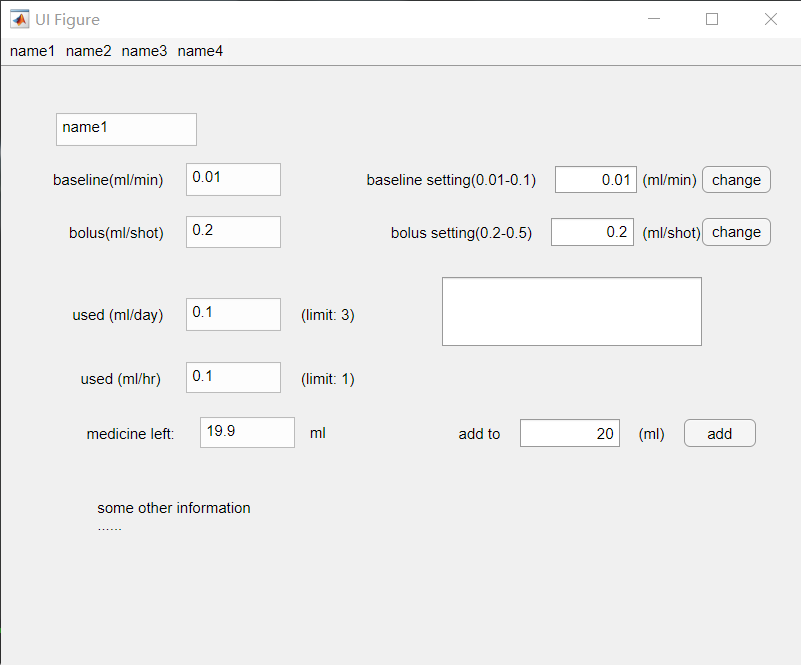 UI Figure
name1 name2 name3 name4
name1
baseline(ml/min) 0.01 baseline setting(0.01-0.1) 0.01 (ml/min) change
bolus(ml/shot) 0.2 bolus setting(0.2-0.5) 0.2 (ml/shot) change
used (ml/day) 0.1 (limit: 3)
used (ml/hr) 0.1 (limit: 1)
medicine left: 19.9 ml add to 20 (ml) add
some other information
......